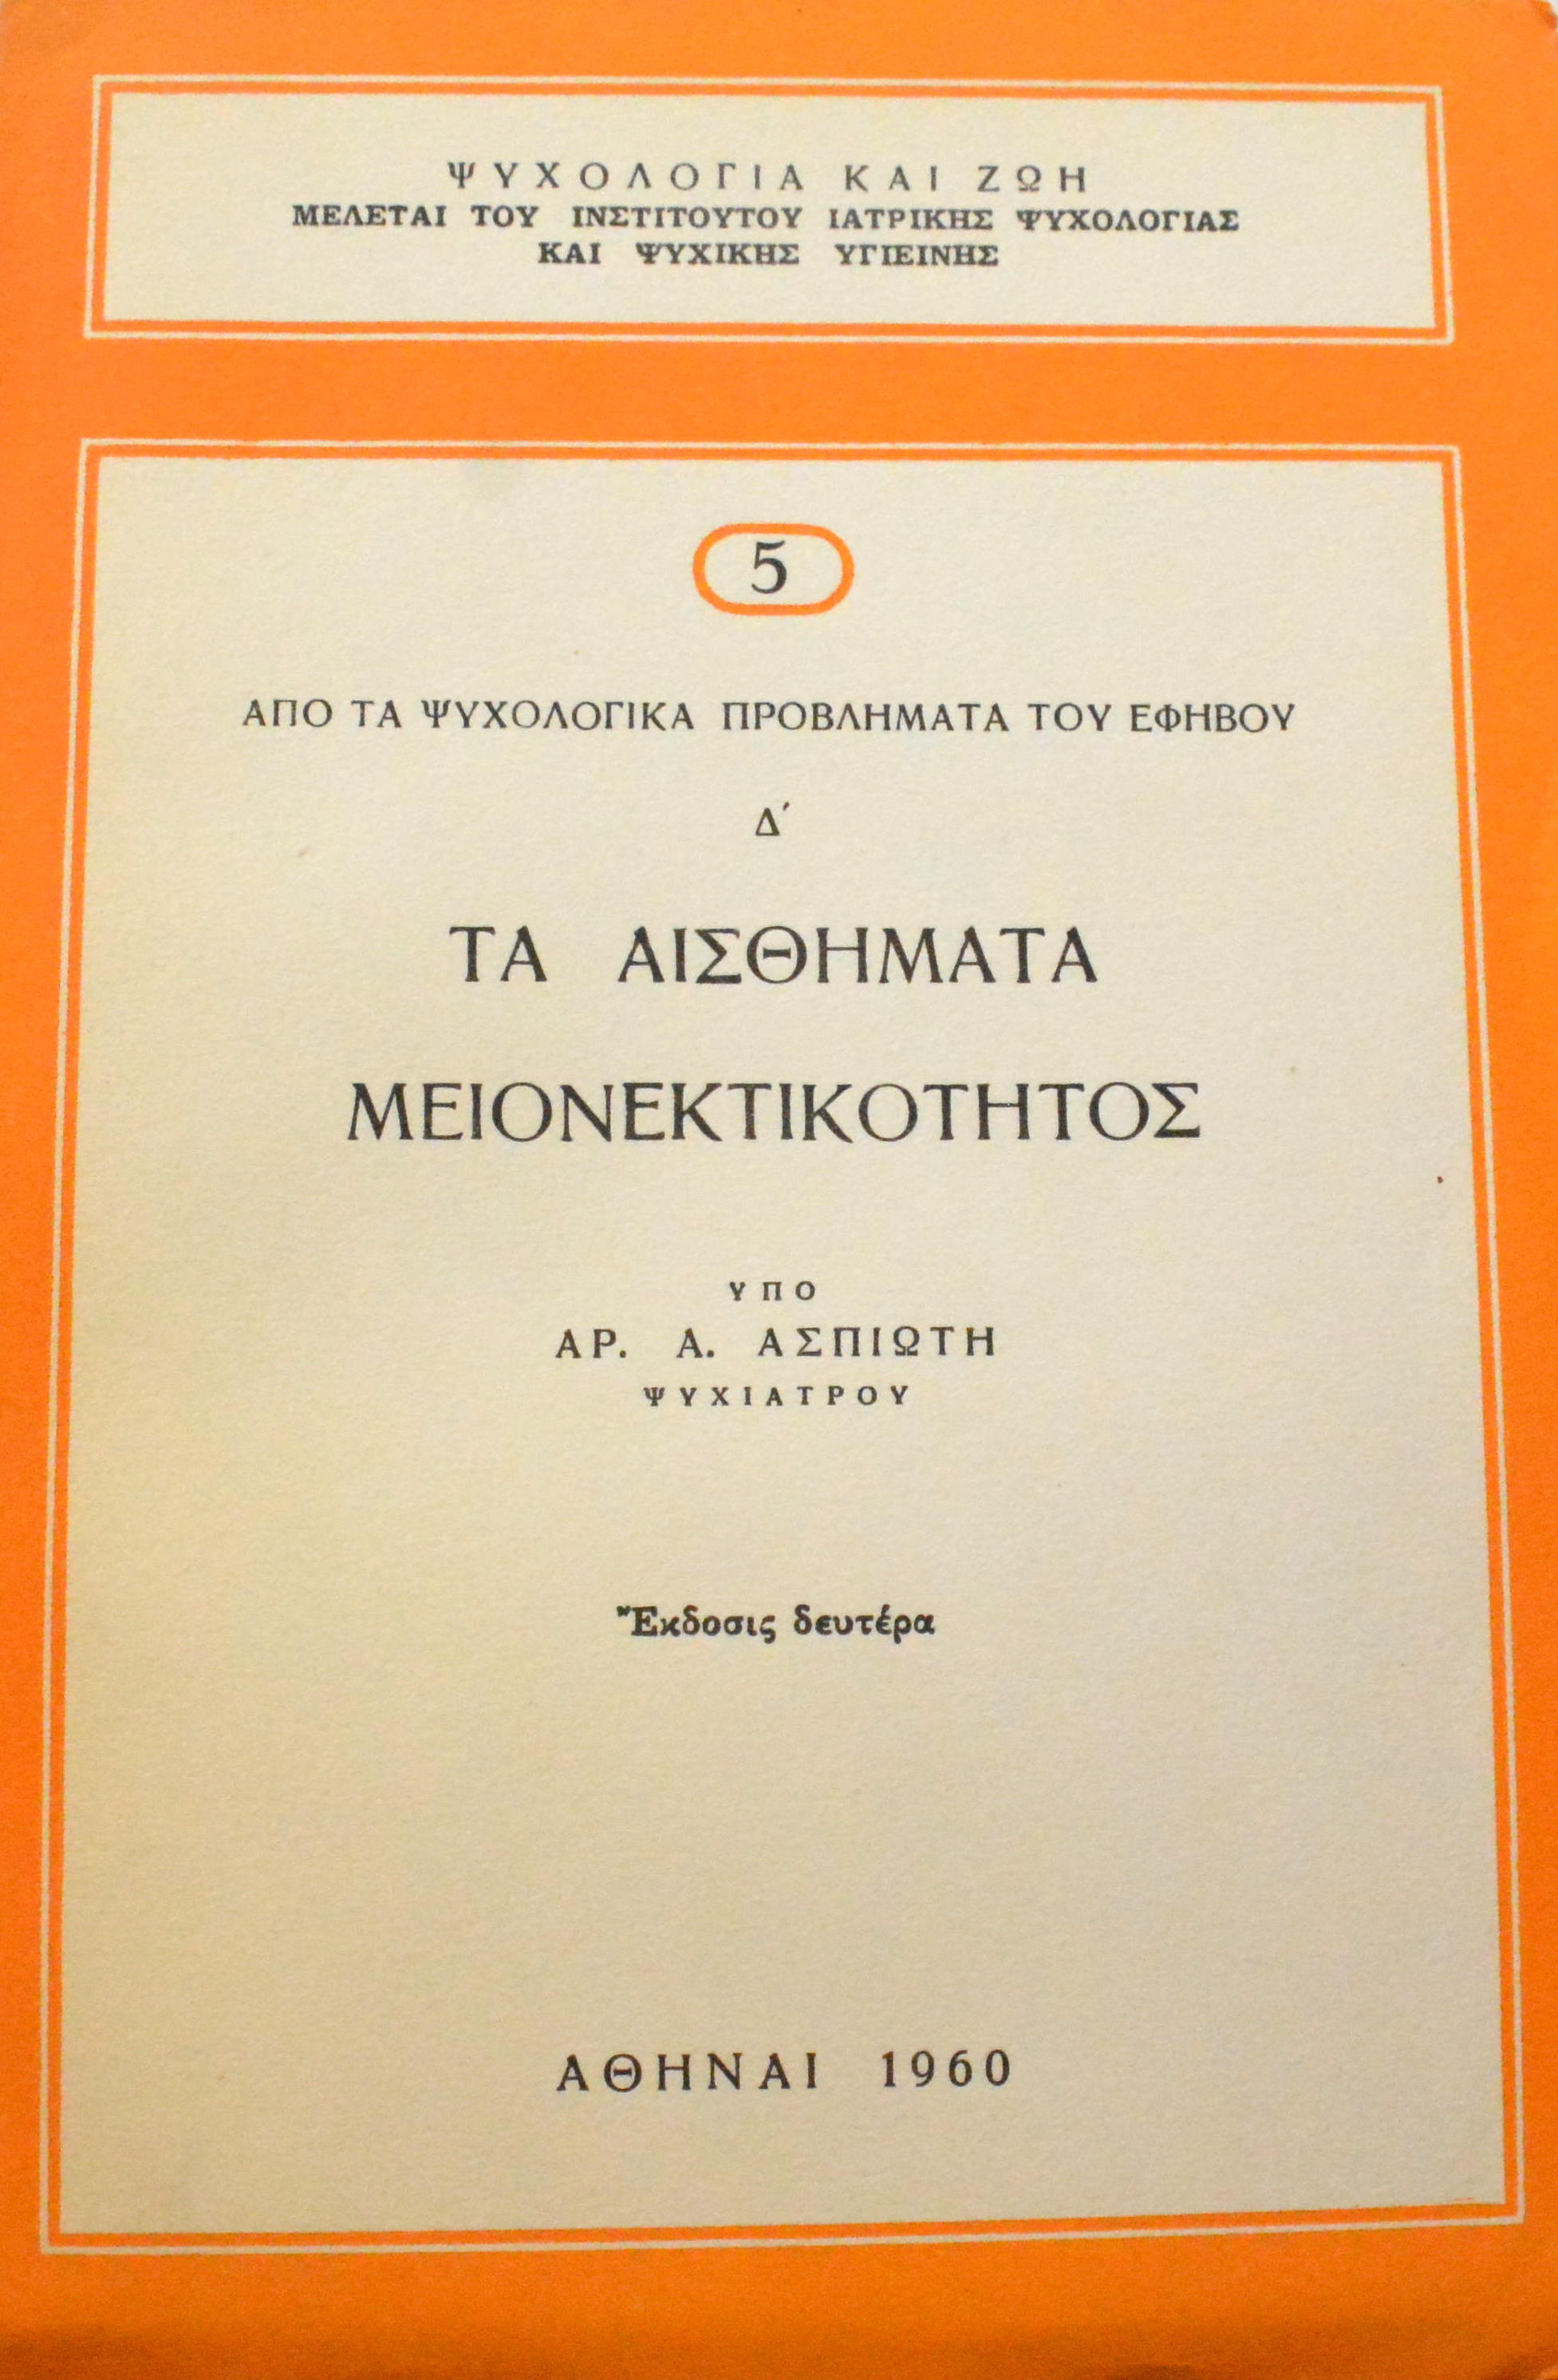 ΨΥΧΟΛΟΓΙΑ ΚΑΙ ΖΩΗ
ΜΕΛΕΤΑΙ ΤΟΥ ΙΝΣΤΙΤΟΥΤΟΥ ΙΑΤΡΙΚΗΣ ΨΥΧΟΛΟΓΙΑΣ
ΚΑΙ ΨΥΧΙΚΗΣ ΥΓΙΕΙΝΗΣ
5
ΑΠΟ ΤΑ ΨΥΧΟΛΟΓΙΚΑ ΠΡΟΒΛΗΜΑΤΑ ΤΟΥ ΕΦΗΒΟΥ
Δ΄
ΤΑ ΑΙΣΘΗΜΑΤΑ
ΜΕΙΟΝΕΚΤΙΚΟΤΗΤΟΣ
ΥΠΟ
ΑΡ. Α. ΑΣΠΙΩΤΗ
ΨΥΧΙΑΤΡΟΥ
Ἔκδοσις δευτέρα
ΑΘΗΝΑΙ 1960